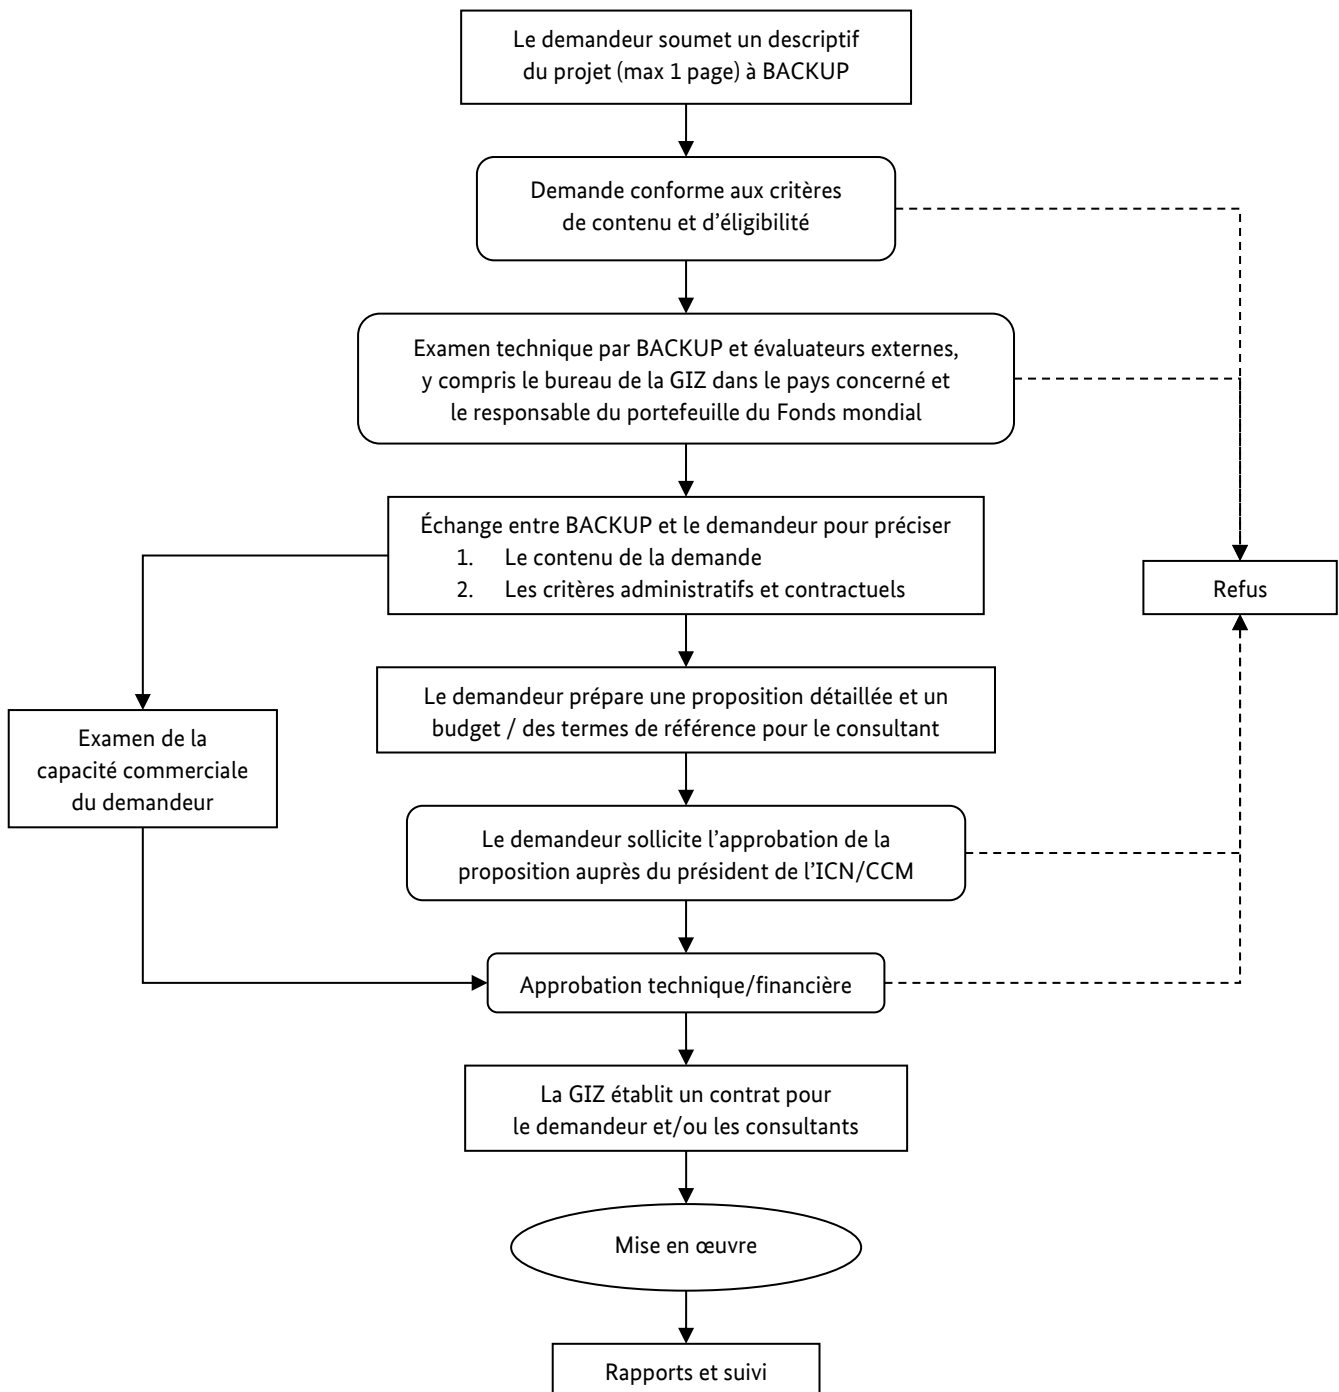 Le demandeur soumet un descriptif
du projet (max 1 page) à BACKUP
Demande conforme aux critères
de contenu et d’éligibilité
Examen technique par BACKUP et évaluateurs externes,
y compris le bureau de la GIZ dans le pays concerné et
le responsable du portefeuille du Fonds mondial
Échange entre BACKUP et le demandeur pour préciser
1. Le contenu de la demande
2. Les critères administratifs et contractuels
Refus
Le demandeur prépare une proposition détaillée et un
budget / des termes de référence pour le consultant
Examen de la
capacité commerciale
du demandeur
Le demandeur sollicite l’approbation de la
proposition auprès du président de l’ICN/CCM
Approbation technique/financière
La GIZ établit un contrat pour
le demandeur et/ou les consultants
Mise en œuvre
Rapports et suivi